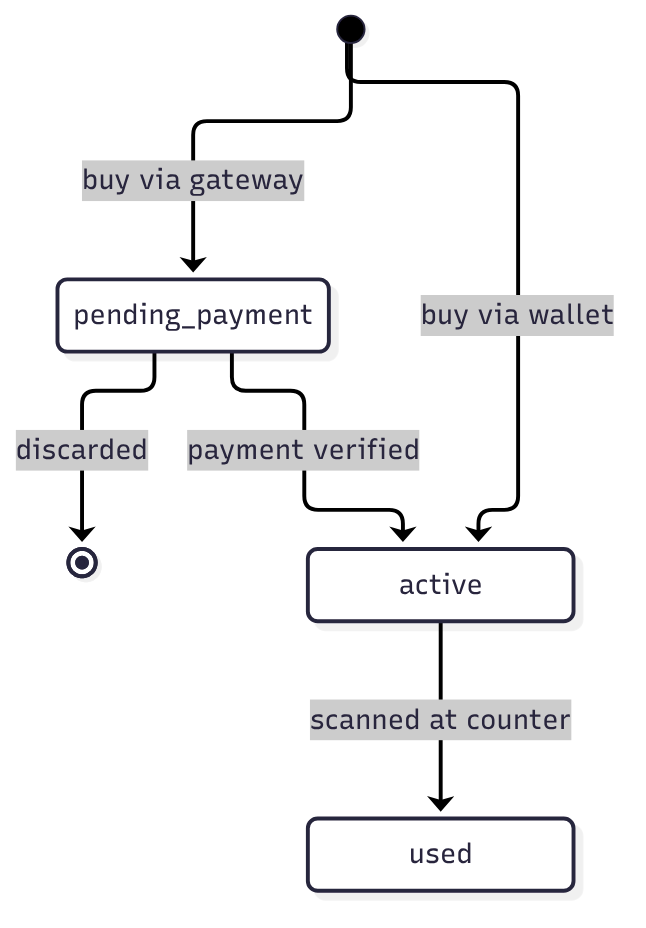 buy via gateway
pending_payment
buy via wallet
discarded
payment verified
active
scanned at counter
used